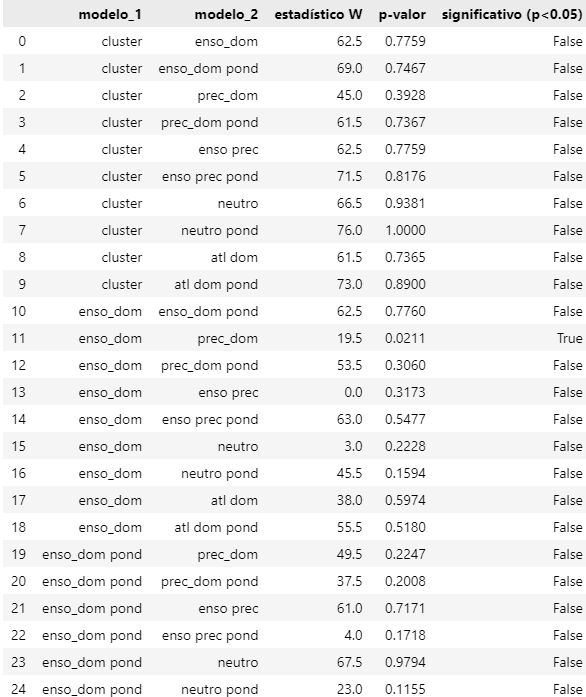 modelo_1 modelo_2 estadístico W p-valor significativo (p<0.05)
0 cluster enso_dom 62.5 0.7759 False
1 cluster enso_dom pond 69.0 0.7467 False
2 cluster prec_dom 45.0 0.3928 False
3 cluster prec_dom pond 61.5 0.7367 False
4 cluster enso prec 62.5 0.7759 False
5 cluster enso prec pond 71.5 0.8176 False
6 cluster neutro 66.5 0.9381 False
7 cluster neutro pond 76.0 1.0000 False
8 cluster atl dom 61.5 0.7365 False
9 cluster atl dom pond 73.0 0.8900 False
10 enso_dom enso_dom pond 62.5 0.7760 False
11 enso_dom prec_dom 19.5 0.0211 True
12 enso_dom prec_dom pond 53.5 0.3060 False
13 enso_dom enso prec 0.0 0.3173 False
14 enso_dom enso prec pond 63.0 0.5477 False
15 enso_dom neutro 3.0 0.2228 False
16 enso_dom neutro pond 45.5 0.1594 False
17 enso_dom atl dom 38.0 0.5974 False
18 enso_dom atl dom pond 55.5 0.5180 False
19 enso_dom pond prec_dom 49.5 0.2247 False
20 enso_dom pond prec_dom pond 37.5 0.2008 False
21 enso_dom pond enso prec 61.0 0.7171 False
22 enso_dom pond enso prec pond 4.0 0.1718 False
23 enso_dom pond neutro 67.5 0.9794 False
24 enso_dom pond neutro pond 23.0 0.1155 False